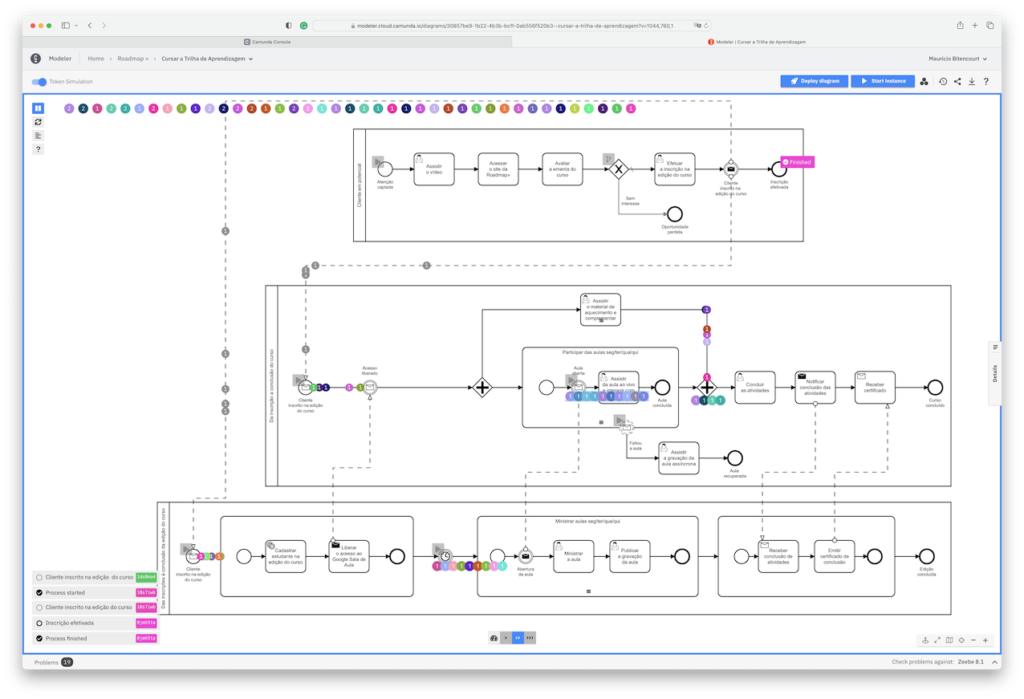 modeler.cloud.camunda.io/diagrams/30857be9-1b22-4b3b-bcf1-0ab556f520b3--cursar-a-trilha-de-aprendizagem?v=1044,760,1
Camunda Console
Modeler | Cursar a Trilha de Aprendizagem
Modeler
Home
Roadmap+
Cursar a Trilha de Aprendizagem
Mauricio Bitencourt
Token Simulation
Deploy diagram
Start instance
Cliente em potencial
Atenção
captada
Assistir
o vídeo
Acessar
o site da
Roadmap+
Avaliar
a ementa do
curso
Sem
interesse
Oportunidade
perdida
Efetuar
a inscrição na
edição do curso
Cliente
inscrito na
edição do curso
Inscrição
efetivada
Finished
Da inscrição à conclusão do curso
Cliente
inscrito na edição
do curso
Acesso
liberado
Assistir
o material de
aquecimento e
complementar
Participar das aulas seg/ter/qua/qui
Aula
aberta
Assistir
da aula ao vivo
Aula
concluída
Faltou
a aula
Assistir
a gravação da
aula assíncrona
Aula
recuperada
Concluir
as atividades
Notificar
conclusão das
atividades
Receber
certificado
Curso
concluído
Details
Das inscrições à conclusão da edição do curso
Cliente
inscrito na edição
do curso
Cadastrar
estudante na
edição do curso
Liberar
o acesso ao
Google Sala de
Aula
Ministrar aulas seg/ter/qua/qui
Abertura
da aula
Ministrar
a aula
Publicar
a gravação
da aula
Receber
conclusão de
atividades
Emitir
certificado de
conclusão
Edição
concluída
Cliente inscrito na edição do curso
Process started
Cliente inscrito na edição do curso
Inscrição efetivada
Process finished
Problems 19
Check problems against: Zeebe 8.1